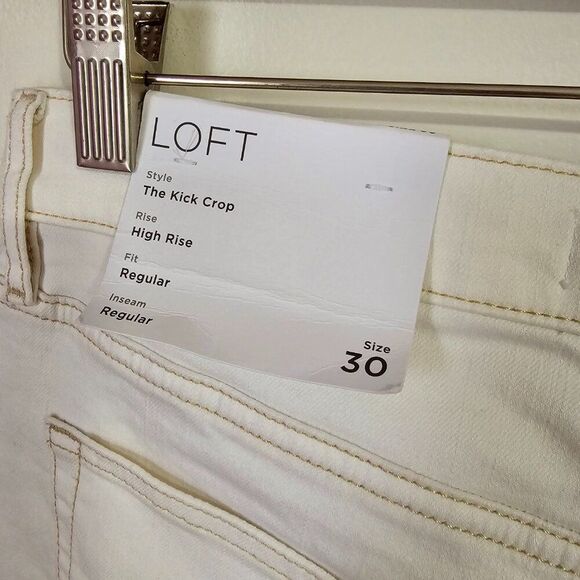 LOFT
Style
The Kick Crop
Rise
High Rise
Fit
Regular
Inseam
Regular
Size
30